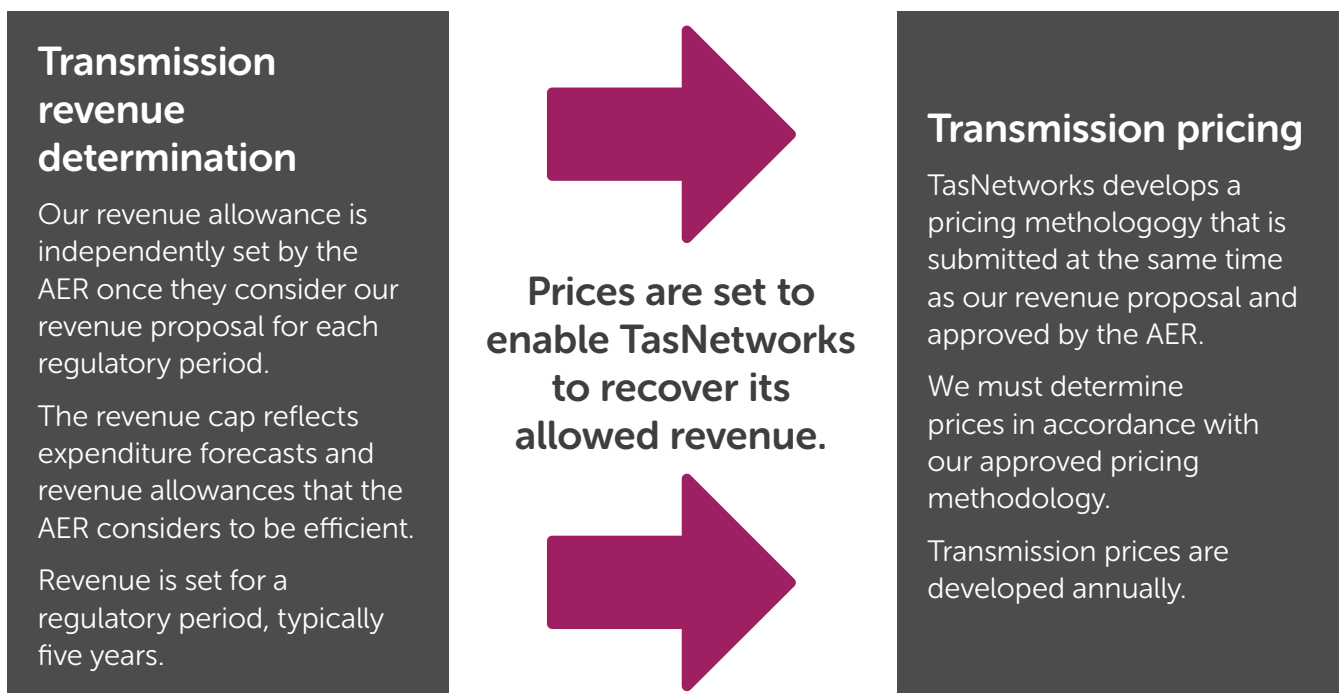 Transmission
revenue
determination
Our revenue allowance is
independently set by the
AER once they consider our
revenue proposal for each
regulatory period.
The revenue cap reflects
expenditure forecasts and
revenue allowances that the
AER considers to be efficient.
Revenue is set for a
regulatory period, typically
five years.
Prices are set to
enable TasNetworks
to recover its
allowed revenue.
Transmission pricing
TasNetworks develops a
pricing methologogy that is
submitted at the same time
as our revenue proposal and
approved by the AER.
We must determine
prices in accordance with
our approved pricing
methodology.
Transmission prices are
developed annually.